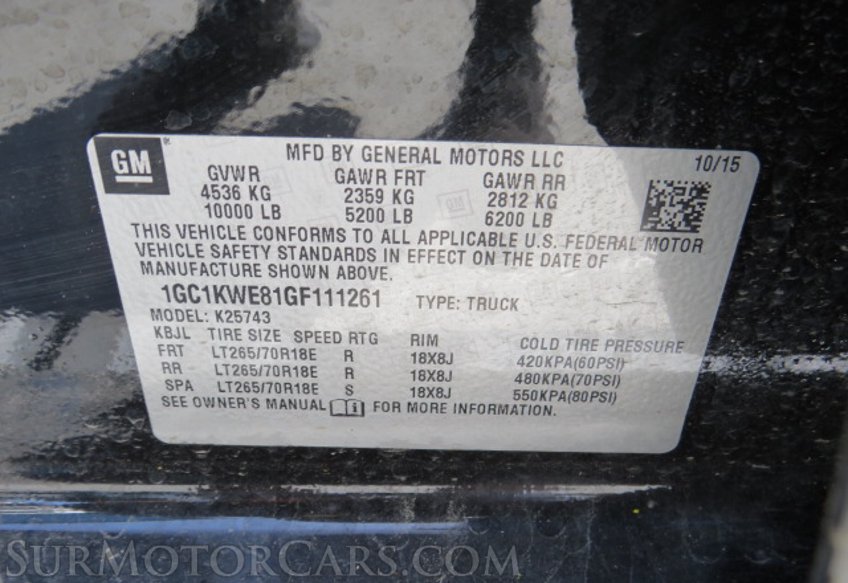 GM
MFD BY GENERAL MOTORS LLC 10/15
GVWR GAWR FRT GAWR RR
4536 KG 2359 KG 2812 KG
10000 LB 5200 LB 6200 LB
THIS VEHICLE CONFORMS TO ALL APPLICABLE U.S. FEDERAL MOTOR
VEHICLE SAFETY STANDARDS IN EFFECT ON THE DATE OF
MANUFACTURE SHOWN ABOVE.
1GC1KWE81GF111261 TYPE: TRUCK
MODEL: K25743
KBJL TIRE SIZE SPEED RTG RIM COLD TIRE PRESSURE
FRT LT265/70R18E R 18X8J 420KPA(60PSI)
RR LT265/70R18E R 18X8J 480KPA(70PSI)
SPA LT265/70R18E S 18X8J 550KPA(80PSI)
SEE OWNER'S MANUAL FOR MORE INFORMATION.
SURMOTORCARS.COM